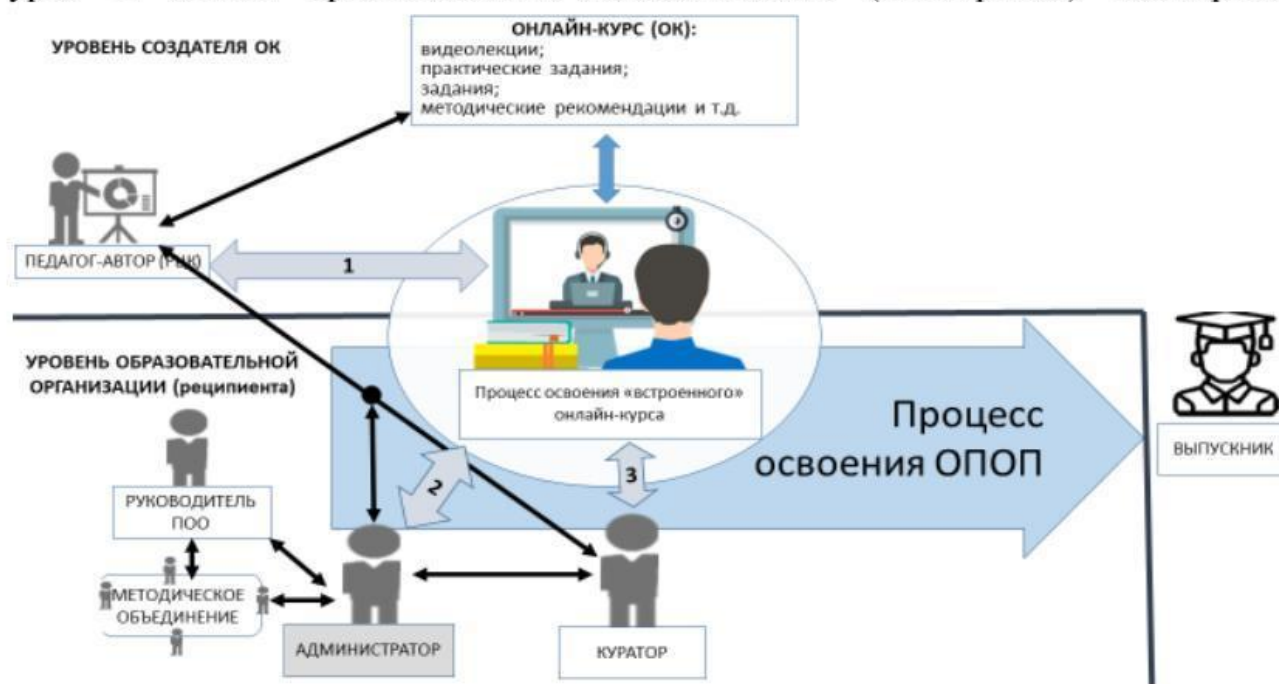 УРОВЕНЬ СОЗДАТЕЛЯ ОК
ОНЛАЙН-КУРС (ОК):
видеолекции;
практические задания;
задания;
методические рекомендации и т.д.
ПЕДАГОГ-АВТОР
1
УРОВЕНЬ ОБРАЗОВАТЕЛЬНОЙ
ОРГАНИЗАЦИИ (реципиента)
Процесс освоения «встроенного»
онлайн-курса
Процесс
освоения ОПОП
ВЫПУСКНИК
2
3
РУКОВОДИТЕЛЬ
ПОО
МЕТОДИЧЕСКОЕ
ОБЪЕДИНЕНИЕ
АДМИНИСТРАТОР
КУРАТОР